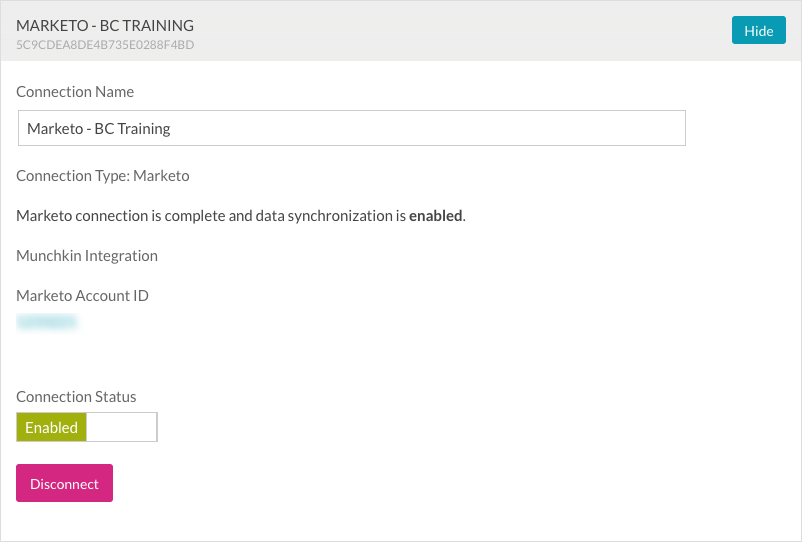 MARKETO - BC TRAINING
5C9CDEA8DE4B735E0288F4BD
Hide
Connection Name
Marketo - BC Training
Connection Type: Marketo
Marketo connection is complete and data synchronization is enabled.
Munchkin Integration
Marketo Account ID
Connection Status
Enabled
Disconnect